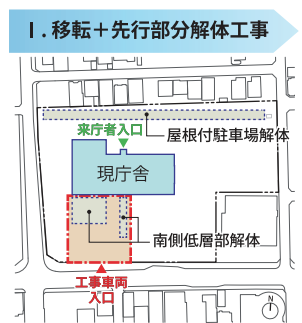 Ⅰ．移転＋先行部分解体工事
来庁者入口
屋根付駐車場解体
現庁舎
南側低層部解体
工事車両
入口
N